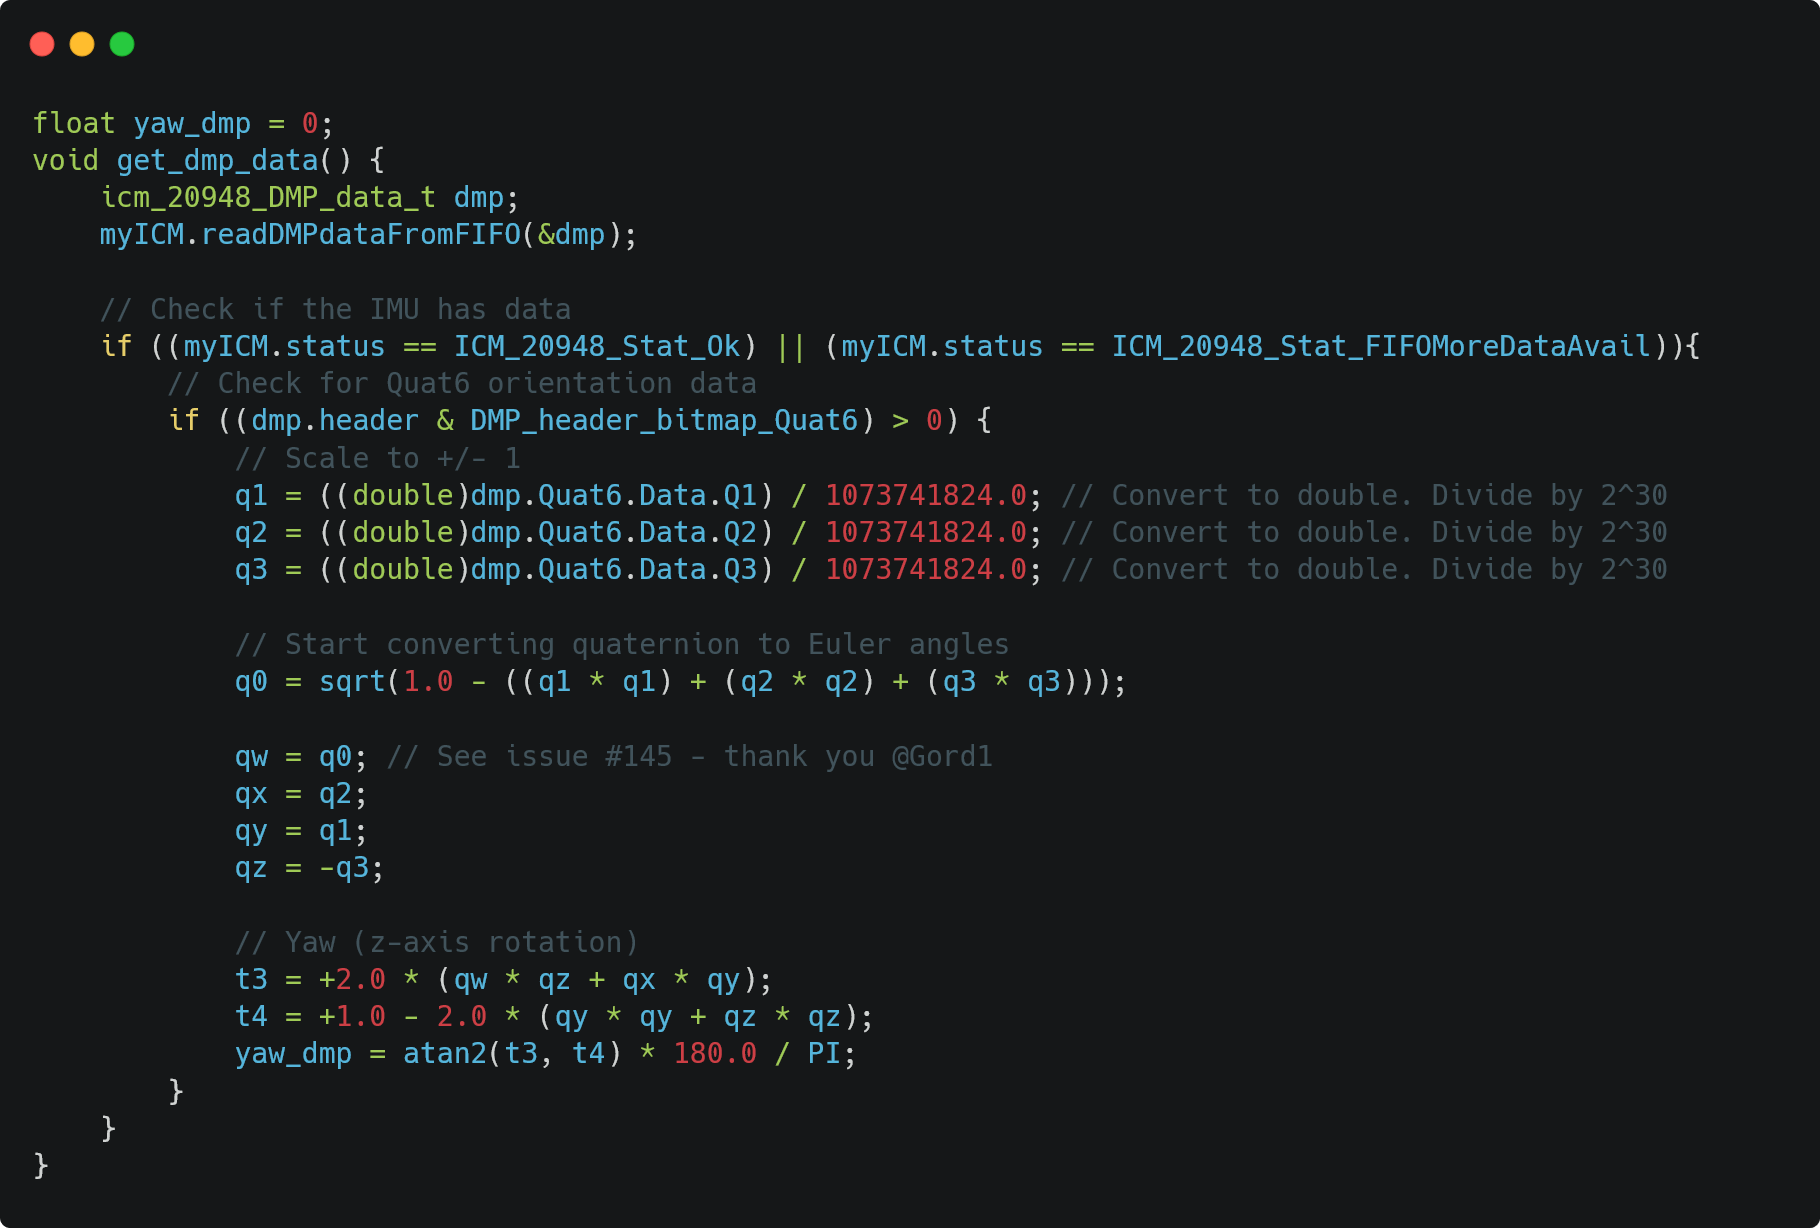 float yaw_dmp = 0;
void get_dmp_data() {
    icm_20948_DMP_data_t dmp;
    myICM.readDMPdataFromFIFO(&dmp);

    // Check if the IMU has data
    if ((myICM.status == ICM_20948_Stat_Ok) || (myICM.status == ICM_20948_Stat_FIFOMoreDataAvail)){
        // Check for Quat6 orientation data
        if ((dmp.header & DMP_header_bitmap_Quat6) > 0) {
            // Scale to +/- 1
            q1 = ((double)dmp.Quat6.Data.Q1) / 1073741824.0; // Convert to double. Divide by 2^30
            q2 = ((double)dmp.Quat6.Data.Q2) / 1073741824.0; // Convert to double. Divide by 2^30
            q3 = ((double)dmp.Quat6.Data.Q3) / 1073741824.0; // Convert to double. Divide by 2^30

            // Start converting quaternion to Euler angles
            q0 = sqrt(1.0 - ((q1 * q1) + (q2 * q2) + (q3 * q3)));

            qw = q0; // See issue #145 - thank you @Gord1
            qx = q2;
            qy = q1;
            qz = -q3;

            // Yaw (z-axis rotation)
            t3 = +2.0 * (qw * qz + qx * qy);
            t4 = +1.0 - 2.0 * (qy * qy + qz * qz);
            yaw_dmp = atan2(t3, t4) * 180.0 / PI;
        }
    }
}